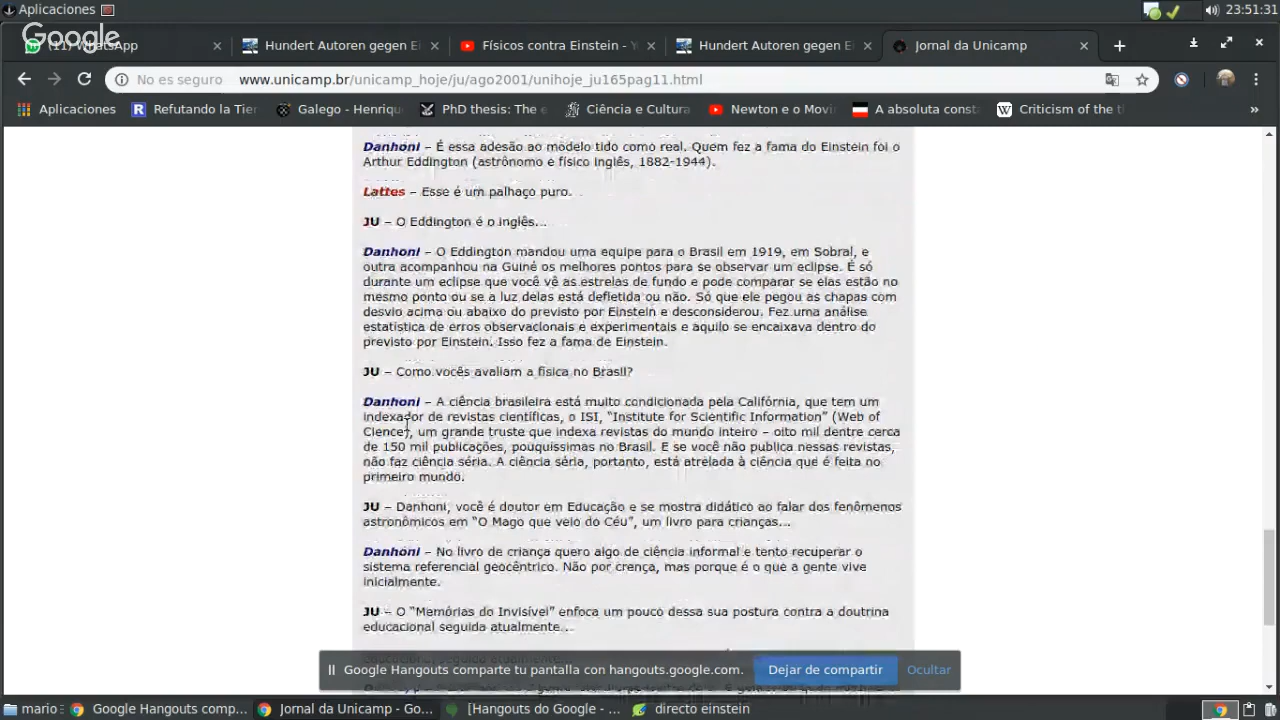 Aplicaciones
23:51:31
Google
(11) WhatsApp
Hundert Autoren gegen Ei
Físicos contra Einstein - Y
Hundert Autoren gegen Ei
Jornal da Unicamp
No es seguro
www.unicamp.br/unicamp_hoje/ju/ago2001/unihoje_ju165pag11.html
Aplicaciones
Refutando la Tier
Galego - Henriqu
PhD thesis: The e
Ciência e Cultura
Newton e o Movi
A absoluta consta
Criticism of the t
»
Danhoni – É essa adesão ao modelo tido como real. Quem fez a fama do Einstein foi o
Arthur Eddington (astrônomo e físico inglês, 1882-1944).
Lattes – Esse é um palhaço puro.
JU – O Eddington é o inglês...
Danhoni – O Eddington mandou uma equipe para o Brasil em 1919, em Sobral, e
outra acompanhou na Guiné os melhores pontos para se observar um eclipse. É só
durante um eclipse que você vê as estrelas de fundo e pode comparar se elas estão no
mesmo ponto ou se a luz delas está defletida ou não. Só que ele pegou as chapas com
desvio acima ou abaixo do previsto por Einstein e desconsiderou. Fez uma análise
estatística de erros observacionais e experimentais e aquilo se encaixava dentro do
previsto por Einstein. Isso fez a fama de Einstein.
JU – Como vocês avaliam a física no Brasil?
Danhoni – A ciência brasileira está muito condicionada pela Califórnia, que tem um
indexador de revistas científicas, o ISI, “Institute for Scientific Information” (Web of
Cience), um grande truste que indexa revistas do mundo inteiro – oito mil dentre cerca
de 150 mil publicações, pouquíssimas no Brasil. E se você não publica nessas revistas,
não faz ciência séria. A ciência séria, portanto, está atrelada à ciência que é feita no
primeiro mundo.
JU – Danhoni, você é doutor em Educação e se mostra didático ao falar dos fenômenos
astronômicos em “O Mago que veio do Céu”, um livro para crianças...
Danhoni – No livro de criança quero algo de ciência informal e tento recuperar o
sistema referencial geocêntrico. Não por crença, mas porque é o que a gente vive
inicialmente.
JU – O “Memórias do Invisível” enfoca um pouco dessa sua postura contra a doutrina
educacional seguida atualmente...
Google Hangouts comparte tu pantalla con hangouts.google.com.
Dejar de compartir
Ocultar
mario
Google Hangouts comp...
Jornal da Unicamp - Go...
[Hangouts do Google - ...
directo einstein